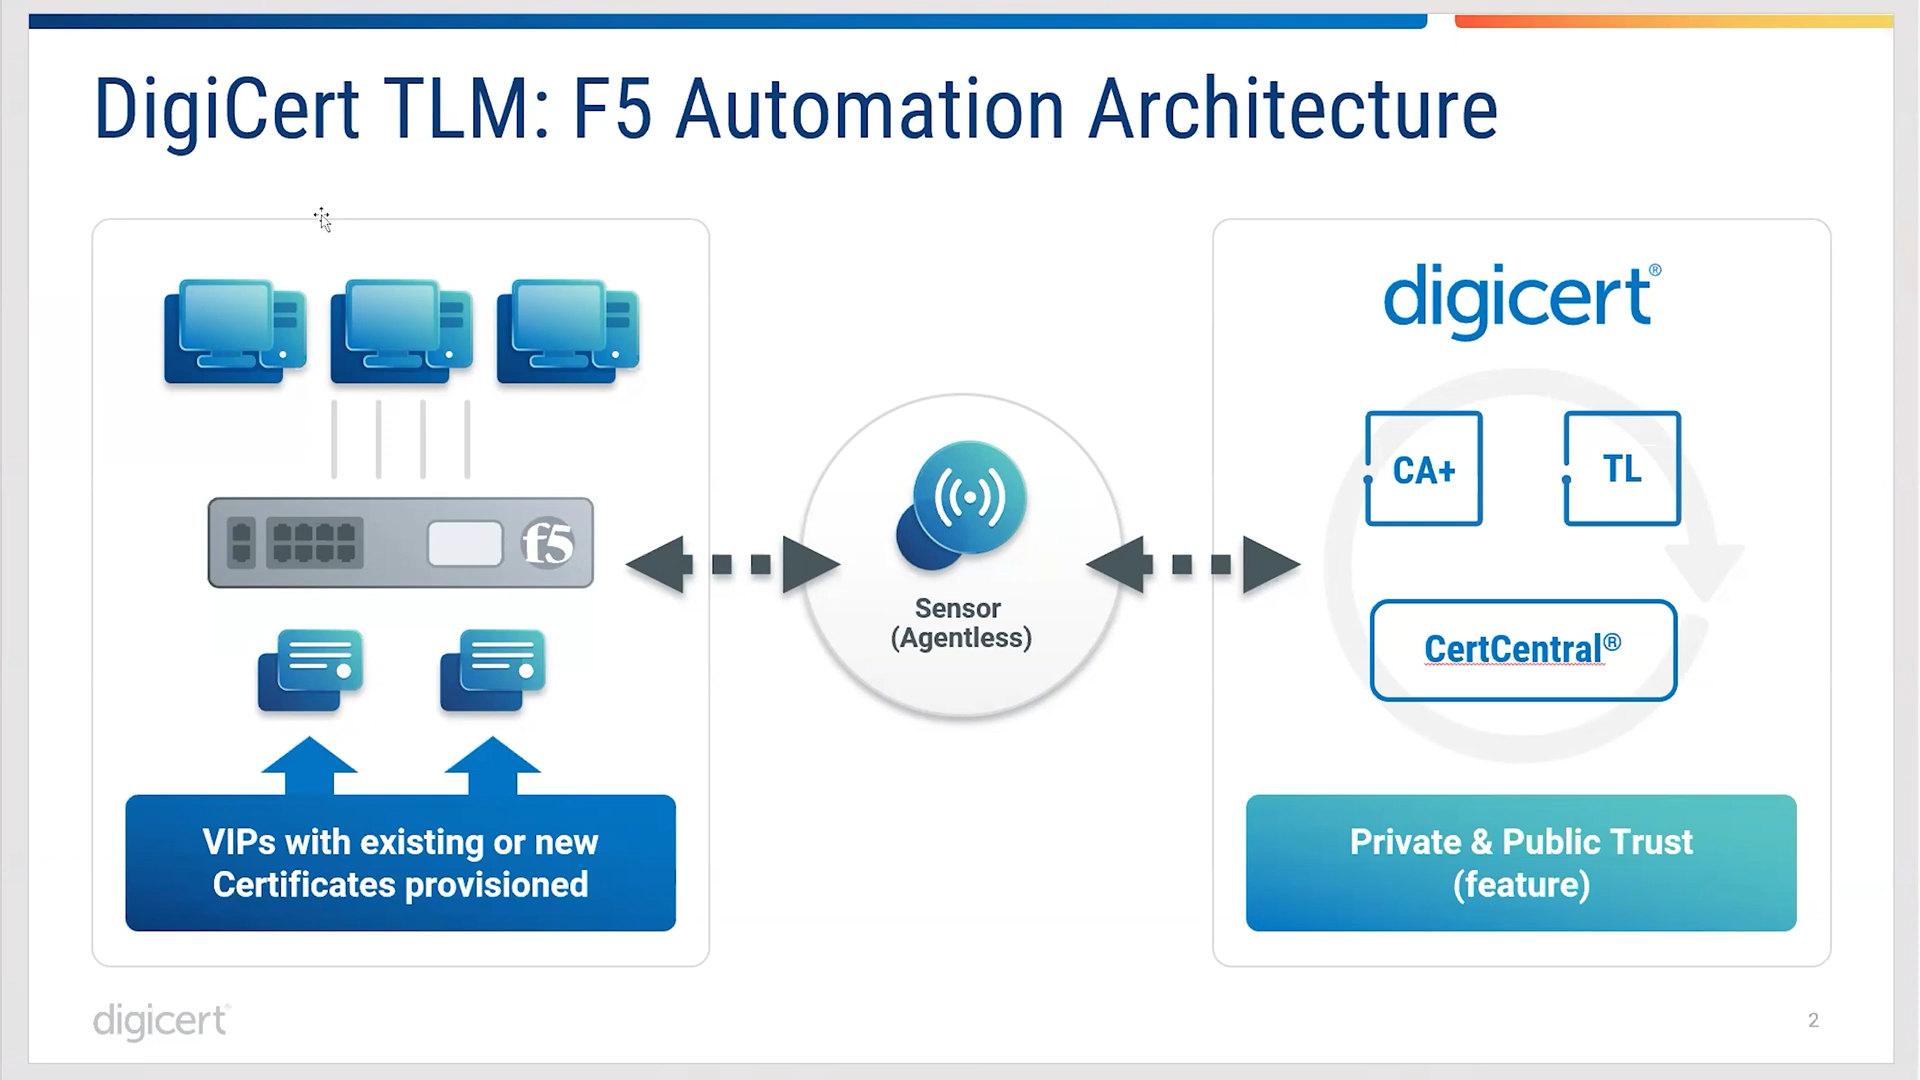 DigiCert TLM: F5 Automation Architecture
f5
VIPs with existing or new
Certificates provisioned
Sensor
(Agentless)
digicert®
CA+
TL
CertCentral®
Private & Public Trust
(feature)
digicert®
2